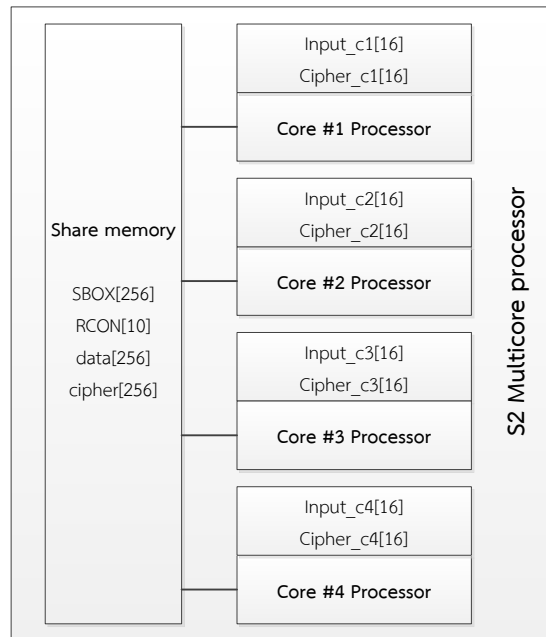 Share memory
SBOX[256]
RCON[10]
data[256]
cipher[256]
Input_c1[16]
Cipher_c1[16]
Core #1 Processor
Input_c2[16]
Cipher_c2[16]
Core #2 Processor
Input_c3[16]
Cipher_c3[16]
Core #3 Processor
Input_c4[16]
Cipher_c4[16]
Core #4 Processor
S2 Multicore processor